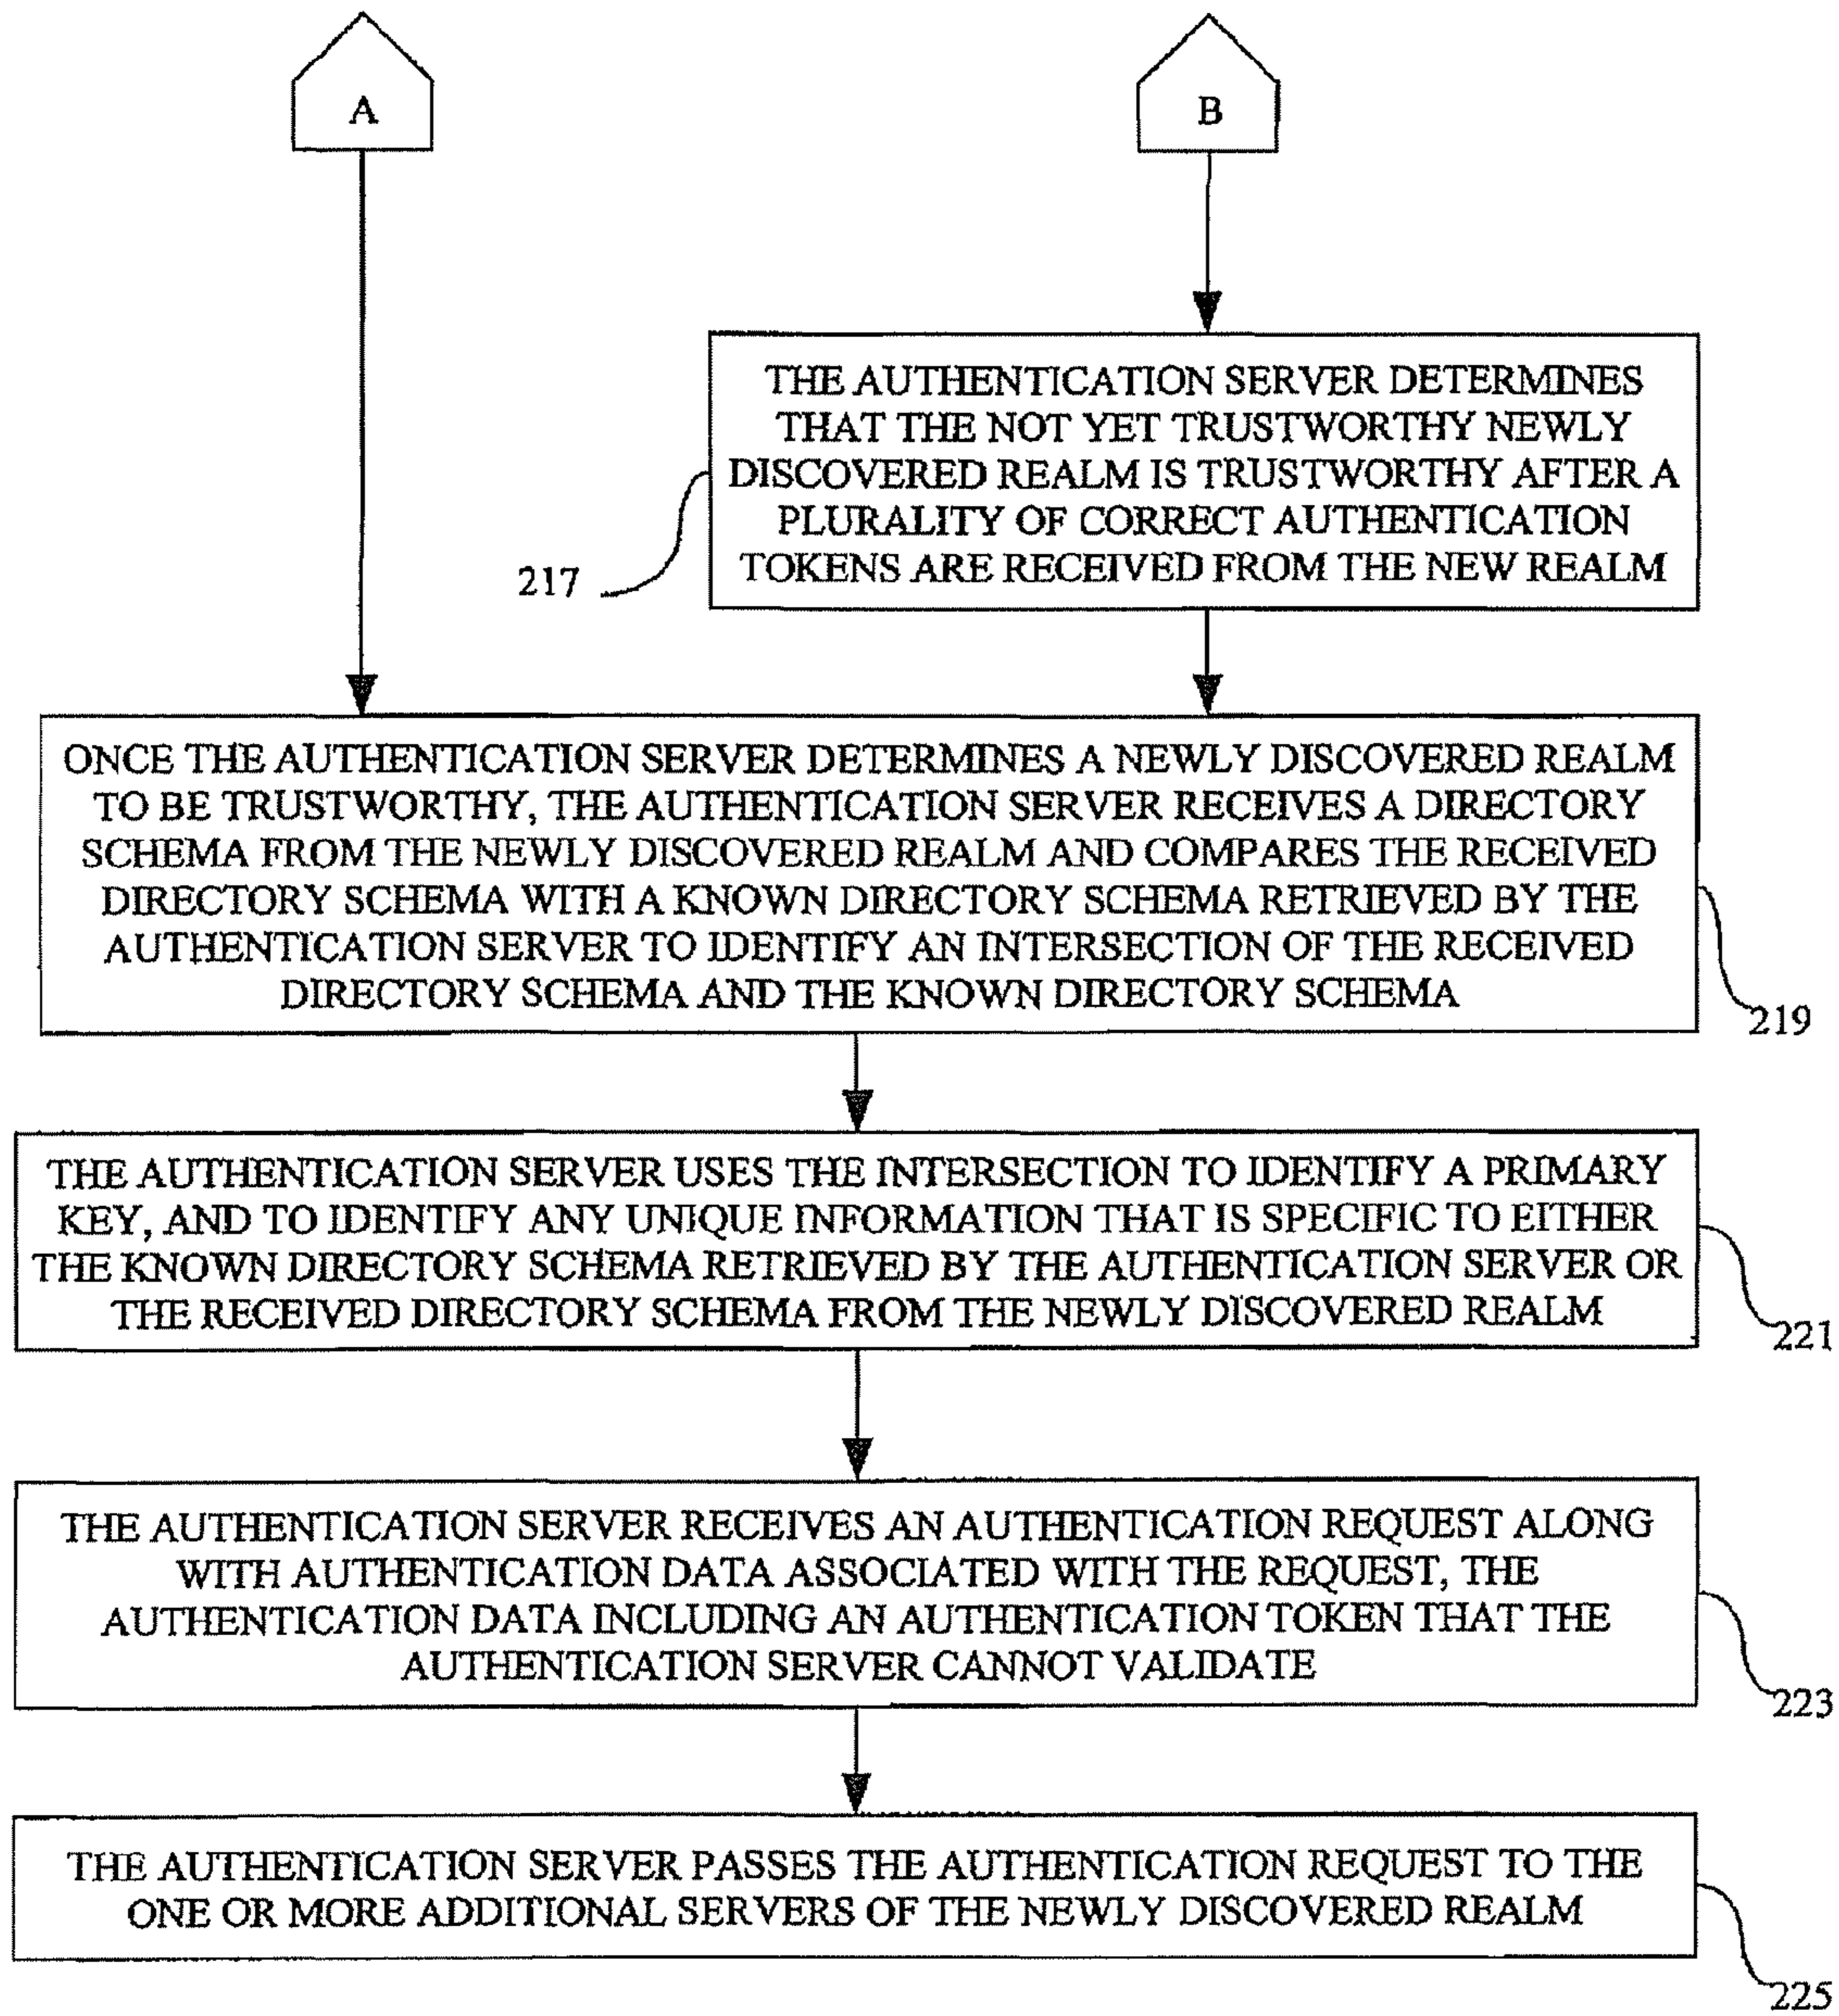 A
B
THE AUTHENTICATION SERVER DETERMINES
THAT THE NOT YET TRUSTWORTHY NEWLY
DISCOVERED REALM IS TRUSTWORTHY AFTER A
PLURALITY OF CORRECT AUTHENTICATION
TOKENS ARE RECEIVED FROM THE NEW REALM
217
ONCE THE AUTHENTICATION SERVER DETERMINES A NEWLY DISCOVERED REALM
TO BE TRUSTWORTHY, THE AUTHENTICATION SERVER RECEIVES A DIRECTORY
SCHEMA FROM THE NEWLY DISCOVERED REALM AND COMPARES THE RECEIVED
DIRECTORY SCHEMA WITH A KNOWN DIRECTORY SCHEMA RETRIEVED BY THE
AUTHENTICATION SERVER TO IDENTIFY AN INTERSECTION OF THE RECEIVED
DIRECTORY SCHEMA AND THE KNOWN DIRECTORY SCHEMA
219
THE AUTHENTICATION SERVER USES THE INTERSECTION TO IDENTIFY A PRIMARY
KEY, AND TO IDENTIFY ANY UNIQUE INFORMATION THAT IS SPECIFIC TO EITHER
THE KNOWN DIRECTORY SCHEMA RETRIEVED BY THE AUTHENTICATION SERVER OR
THE RECEIVED DIRECTORY SCHEMA FROM THE NEWLY DISCOVERED REALM
221
THE AUTHENTICATION SERVER RECEIVES AN AUTHENTICATION REQUEST ALONG
WITH AUTHENTICATION DATA ASSOCIATED WITH THE REQUEST, THE
AUTHENTICATION DATA INCLUDING AN AUTHENTICATION TOKEN THAT THE
AUTHENTICATION SERVER CANNOT VALIDATE
223
THE AUTHENTICATION SERVER PASSES THE AUTHENTICATION REQUEST TO THE
ONE OR MORE ADDITIONAL SERVERS OF THE NEWLY DISCOVERED REALM
225